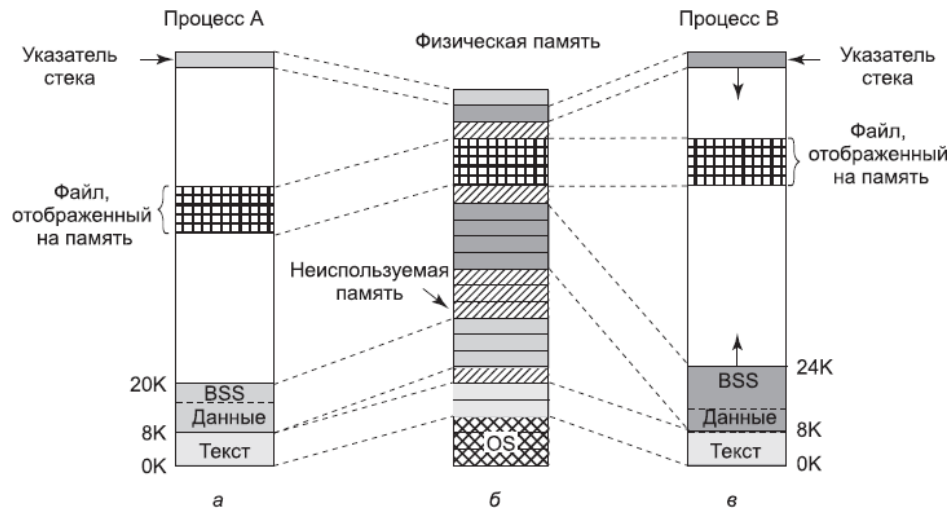 Процесс A
Физическая память
Процесс B
Указатель
стека
Указатель
стека
Файл,
отображенный
на память
Файл,
отображенный
на память
Неиспользуемая
память
20K
BSS
Данные
8K
Текст
0K
OS
24K
BSS
Данные
8K
Текст
0K
а
б
в